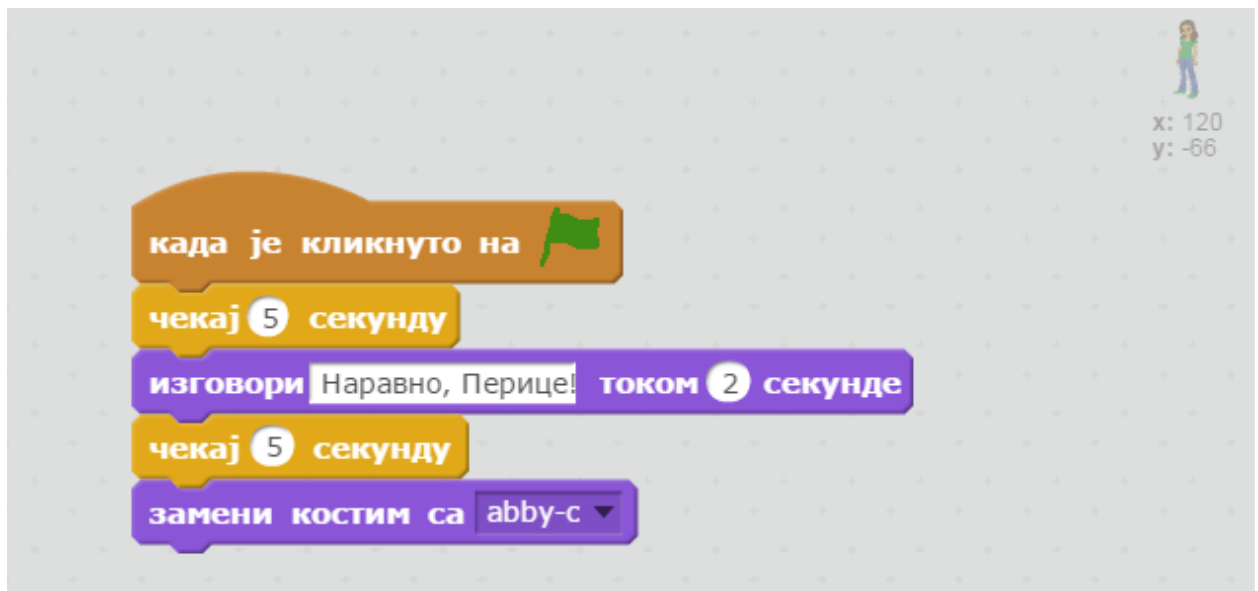 x: 120
y: -66
када је кликнуто на
чекај 5 секунду
изговори Наравно, Перице! током 2 секунде
чекај 5 секунду
замени костим са abby-c